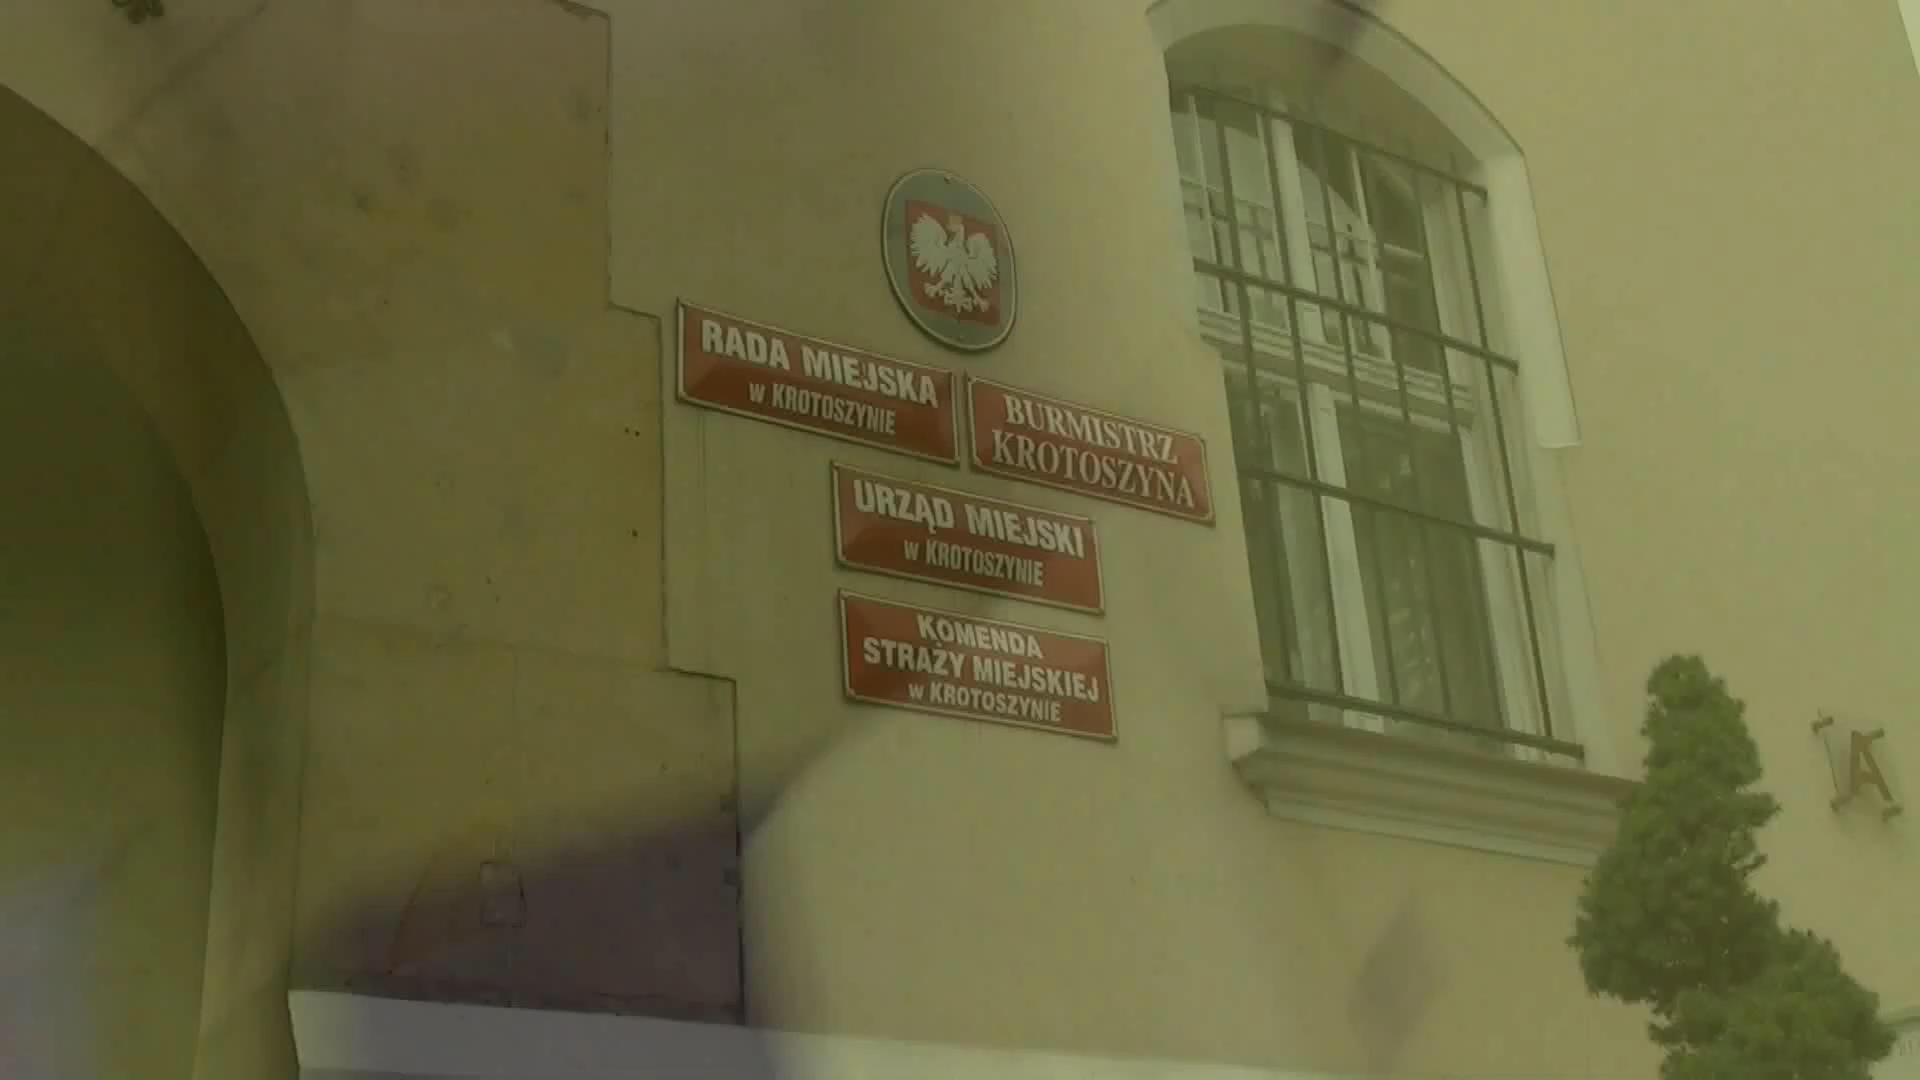 RADA MIEJSKA
w KROTOSZYNIE
BURMISTRZ
KROTOSZYNA
URZĄD MIEJSKI
w KROTOSZYNIE
KOMENDA
STRAŻY MIEJSKIEJ
w KROTOSZYNIE
A